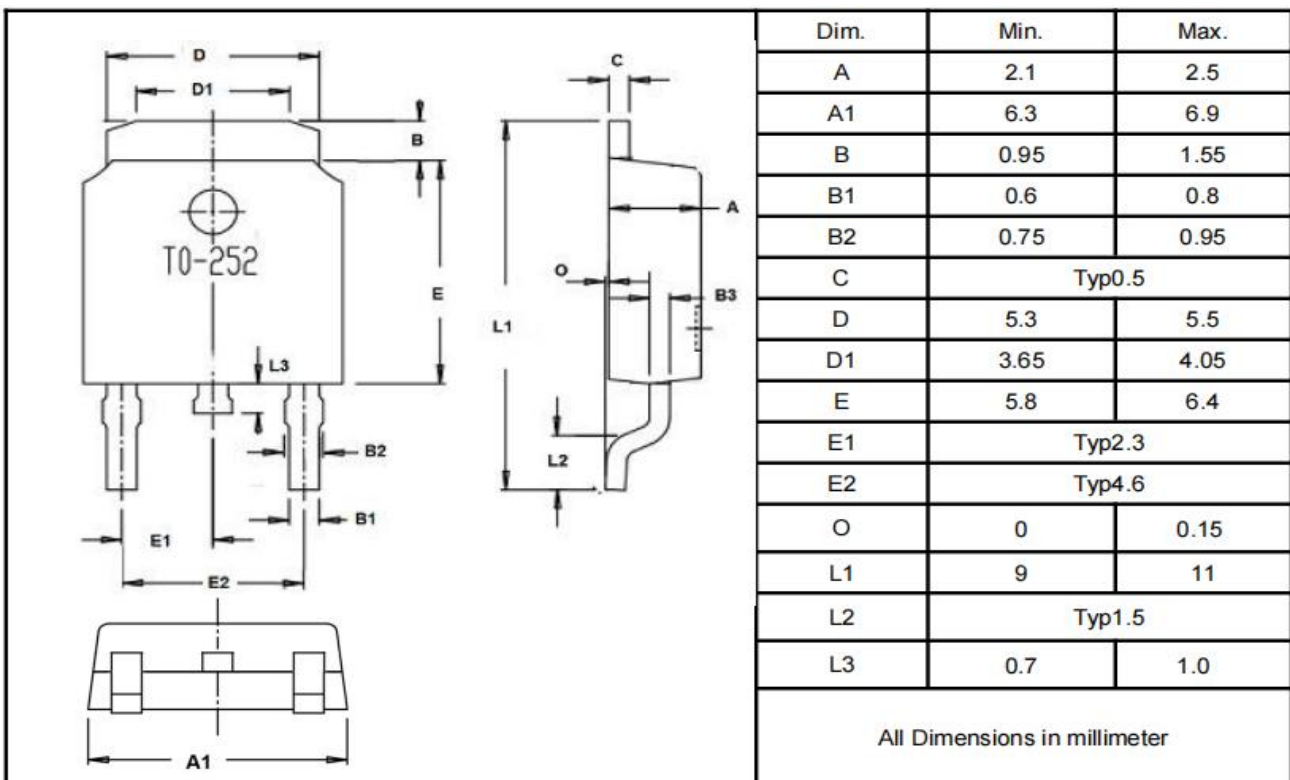 D
D1
B
TO-252
E
L3
B2
B1
E1
E2
A1
C
A
O
B3
L1
L2
Dim. Min. Max.
A 2.1 2.5
A1 6.3 6.9
B 0.95 1.55
B1 0.6 0.8
B2 0.75 0.95
C Typ0.5
D 5.3 5.5
D1 3.65 4.05
E 5.8 6.4
E1 Typ2.3
E2 Typ4.6
O 0 0.15
L1 9 11
L2 Typ1.5
L3 0.7 1.0
All Dimensions in millimeter